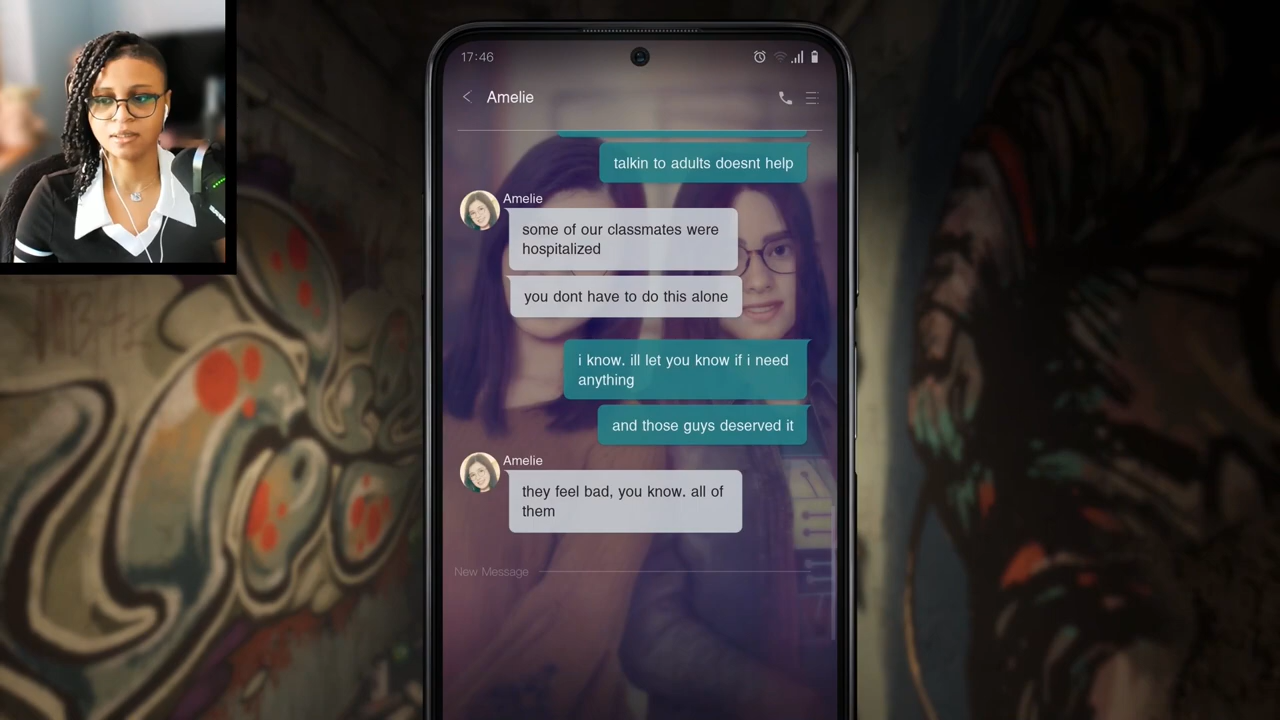 17:46
Amelie
talkin to adults doesnt help
Amelie
some of our classmates were
hospitalized
you dont have to do this alone
i know. ill let you know if i need
anything
and those guys deserved it
Amelie
they feel bad, you know. all of
them
New Message